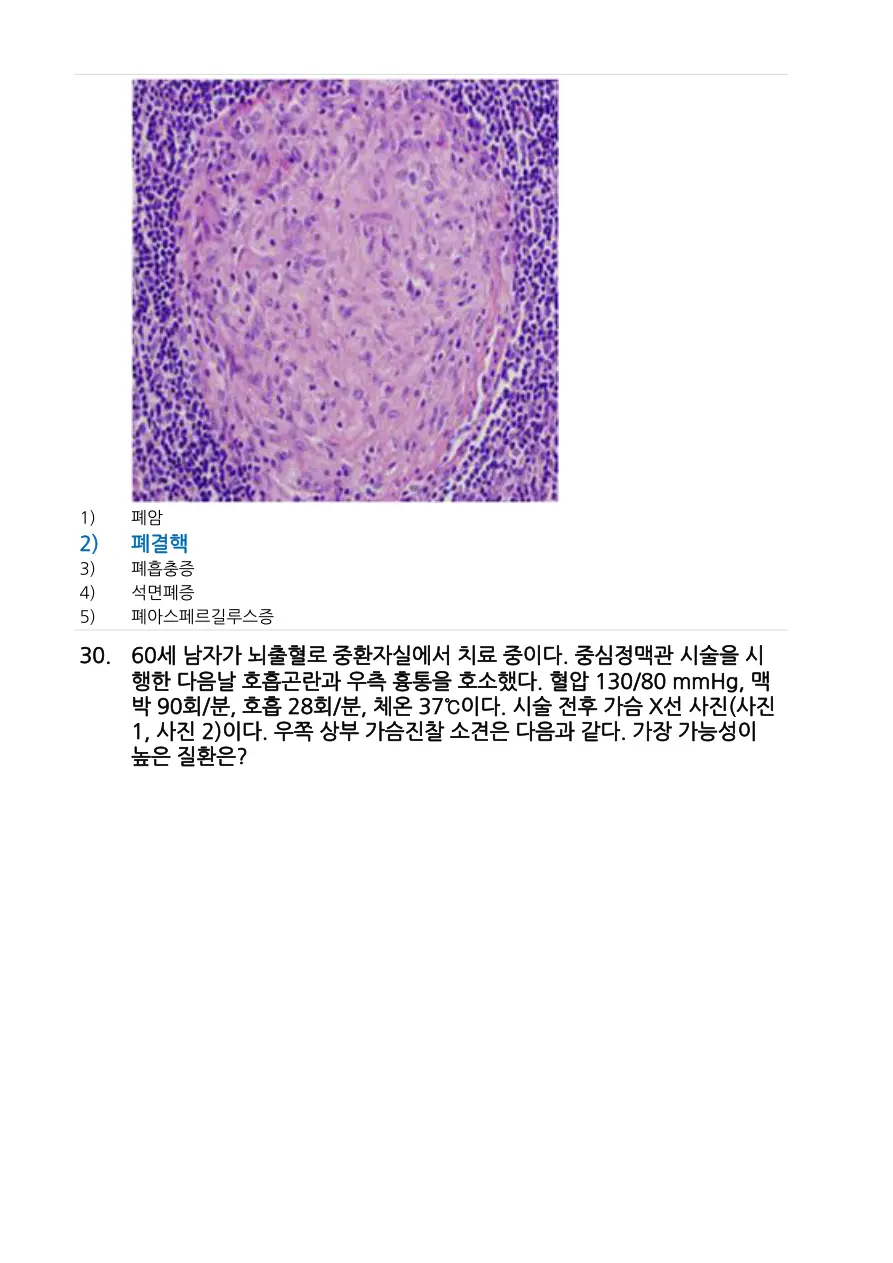 1) 폐암
2) 폐결핵
3) 폐흡충증
4) 석면폐증
5) 폐아스페르길루스증
30. 60세 남자가 뇌출혈로 중환자실에서 치료 중이다. 중심정맥관 시술을 시
행한 다음날 호흡곤란과 우측 흉통을 호소했다. 혈압 130/80 mmHg, 맥
박 90회/분, 호흡 28회/분, 체온 37℃이다. 시술 전후 가슴 X선 사진(사진
1, 사진 2)이다. 우쪽 상부 가슴진찰 소견은 다음과 같다. 가장 가능성이
높은 질환은?